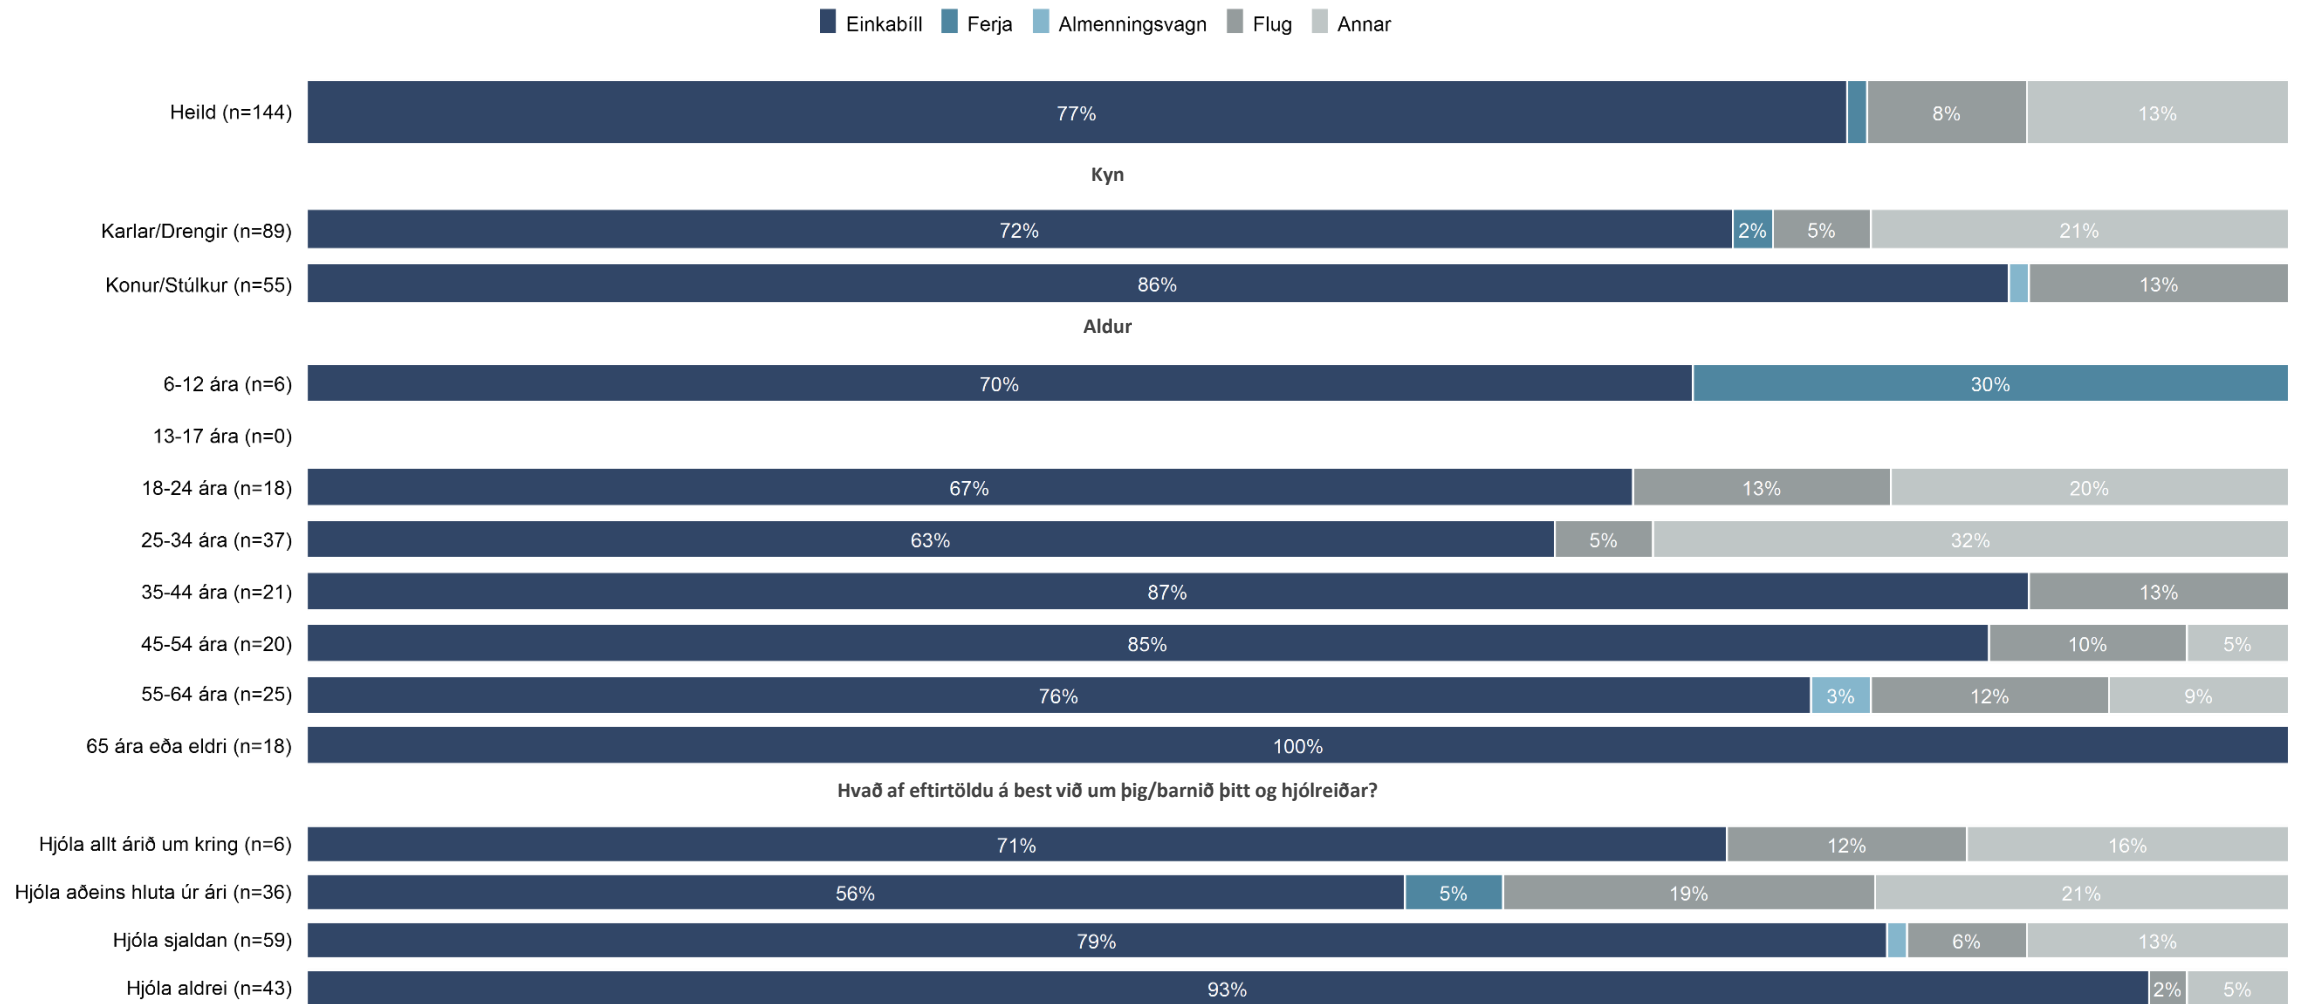 Einkabíll Ferja Almenningsvagn Flug Annar
Heild (n=144) 77% 8% 13%
Kyn
Karlar/Drengir (n=89) 72% 2% 5% 21%
Konur/Stúlkur (n=55) 86% 13%
Aldur
6-12 ára (n=6) 70% 30%
13-17 ára (n=0)
18-24 ára (n=18) 67% 13% 20%
25-34 ára (n=37) 63% 5% 32%
35-44 ára (n=21) 87% 13%
45-54 ára (n=20) 85% 10% 5%
55-64 ára (n=25) 76% 3% 12% 9%
65 ára eða eldri (n=18) 100%
Hvað af eftirtöldu á best við um þig/barnið þitt og hjólreiðar?
Hjóla allt árið um kring (n=6) 71% 12% 16%
Hjóla aðeins hluta úr ári (n=36) 56% 5% 19% 21%
Hjóla sjaldan (n=59) 79% 6% 13%
Hjóla aldrei (n=43) 93% 2% 5%